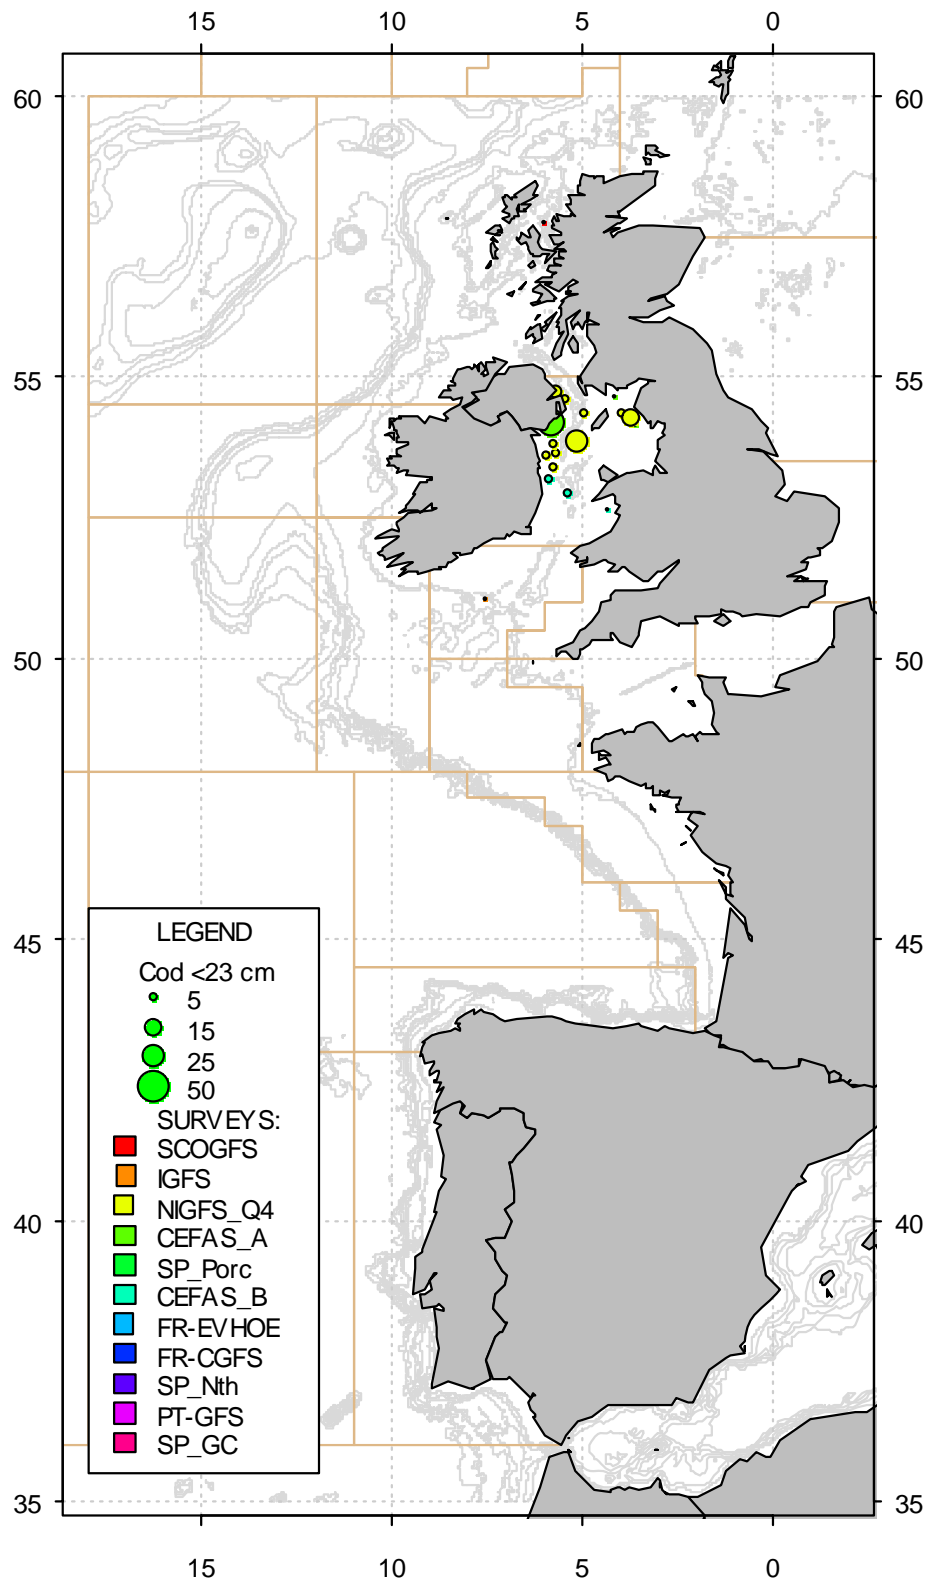 15 10 5 0
60 60
55 55
50 50
45 45
LEGEND
Cod <23 cm
5
15
25
50
SURVEYS:
SCOGFS
IGFS
NIGFS_Q4
40 40
CEFAS_A
SP_Porc
CEFAS_B
FR-EVHOE
FR-CGFS
SP_Nth
PT-GFS
SP_GC
35 35
15 10 5 0